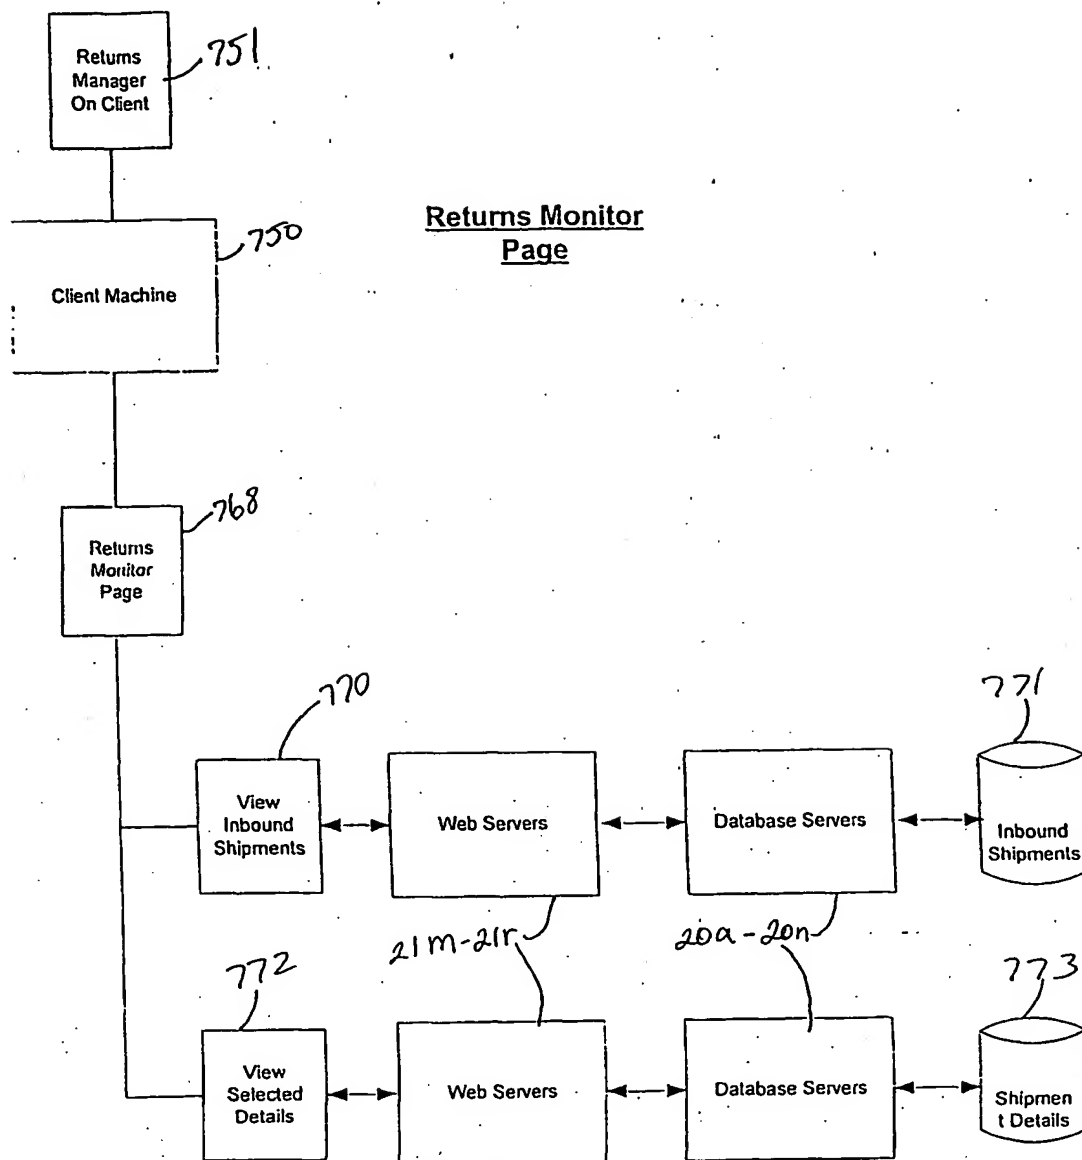 Returns
Manager
On Client
751
Returns Monitor
Page
750
Client Machine
768
Returns
Monitor
Page
770
771
View
Inbound
Shipments
Web Servers
Database Servers
Inbound
Shipments
21m-21r
20a-20n
772
773
View
Selected
Details
Web Servers
Database Servers
Shipmen
t Details